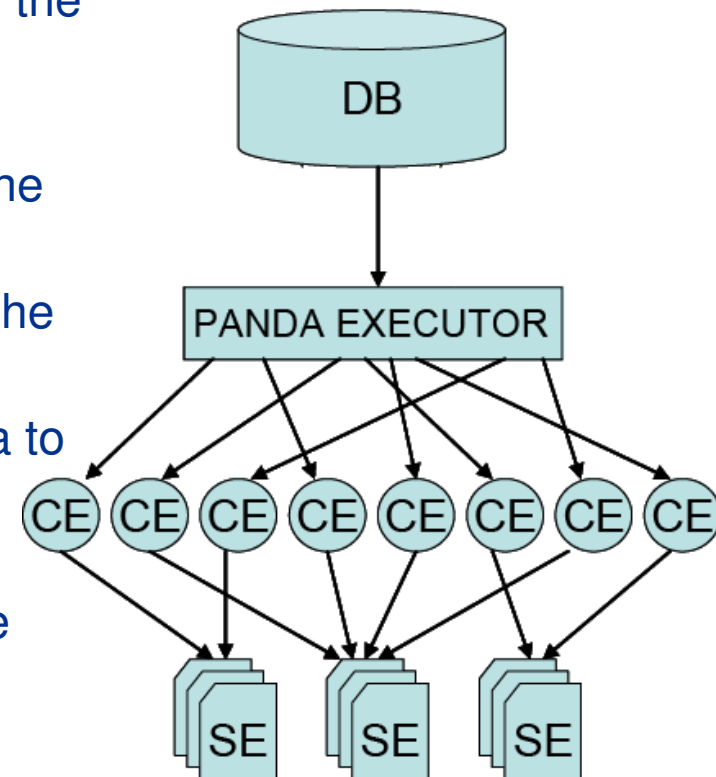 the
he
he
a to
e
DB
PANDA EXECUTOR
CE CE CE CE CE CE CE CE
SE SE SE